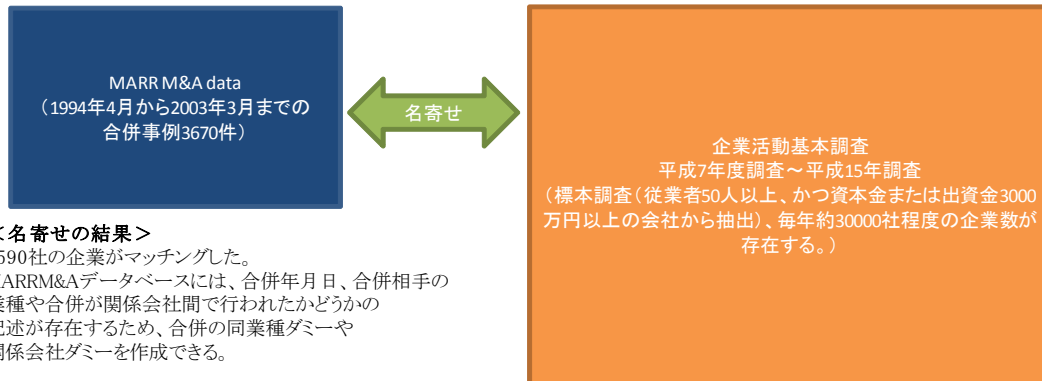 MARR M&A data
(1994年4月から2003年3月までの
合併事例3670件)
名寄せ
企業活動基本調査
平成7年度調査～平成15年調査
(標本調査(従業者50人以上、かつ資本金または出資金3000
万円以上の会社から抽出)、毎年約30000社程度の企業数が
存在する。)
<名寄せの結果>
590社の企業がマッチングした。
ARRM&Aデータベースには、合併年月日、合併相手の
業種や合併が関係会社間で行われたかどうかの
記述が存在するため、合併の同業種ダミーや
関係会社ダミーを作成できる。